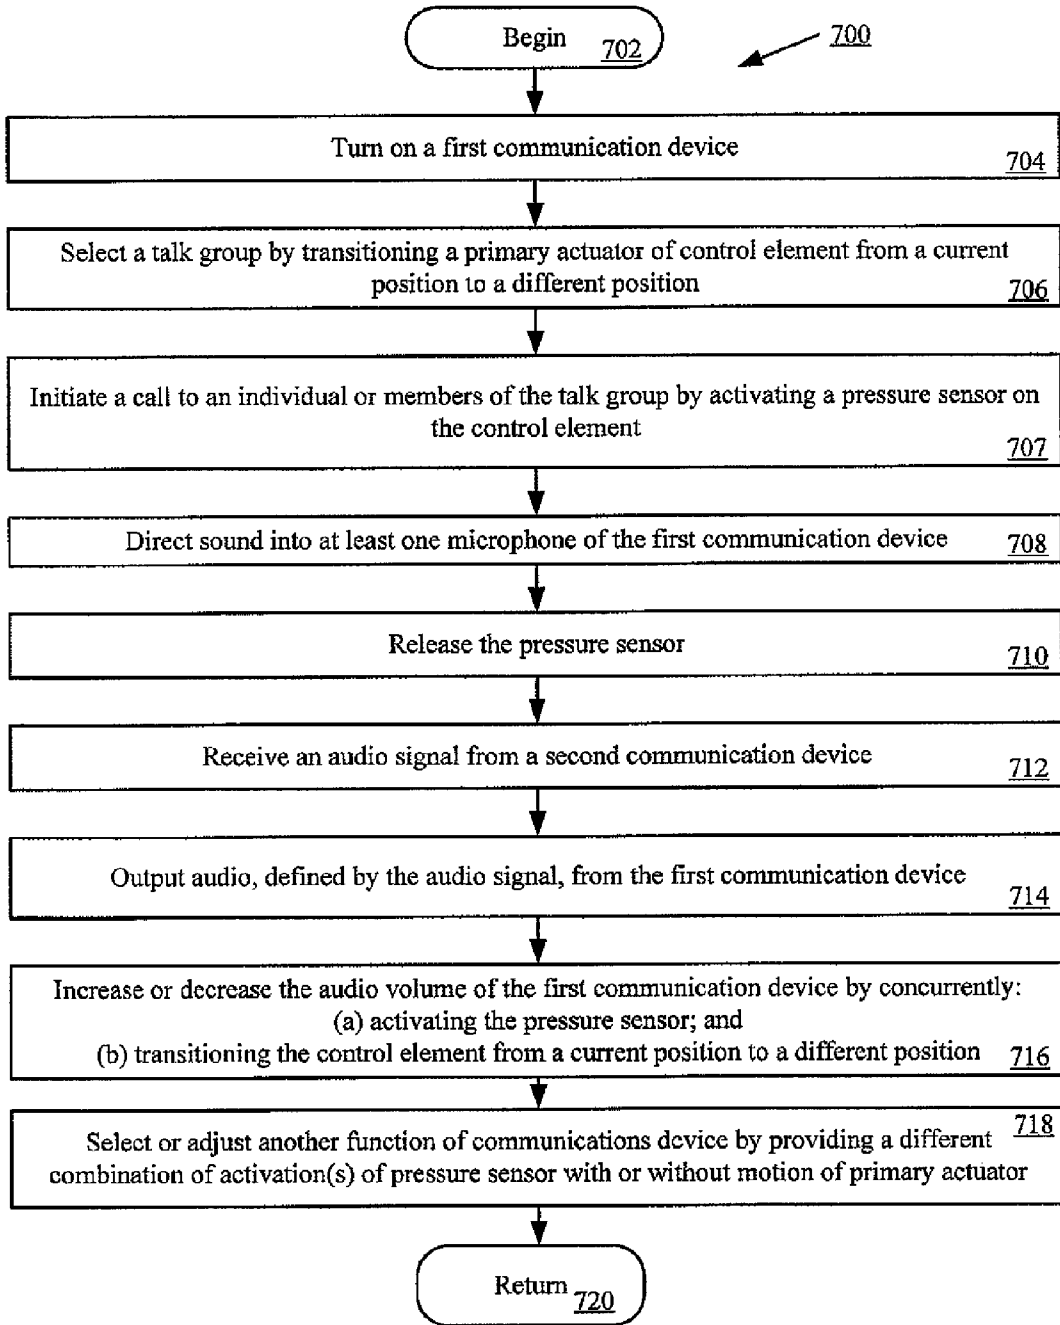 Begin 702
700
Turn on a first communication device
704
Select a talk group by transitioning a primary actuator of control element from a current
position to a different position
706
Initiate a call to an individual or members of the talk group by activating a pressure sensor on
the control element
707
Direct sound into at least one microphone of the first communication device 708
Release the pressure sensor
710
Receive an audio signal from a second communication device
712
Output audio, defined by the audio signal, from the first communication device
714
Increase or decrease the audio volume of the first communication device by concurrently:
(a) activating the pressure sensor; and
(b) transitioning the control element from a current position to a different position 716
718
Select or adjust another function of communications device by providing a different
combination of activation(s) of pressure sensor with or without motion of primary actuator
Return 720